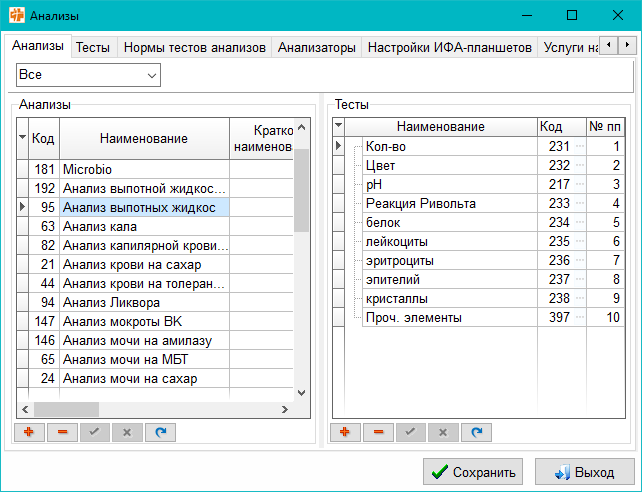 Анализы
Анализы Тесты Нормы тестов анализов Анализаторы Настройки ИФА-планшетов Услуги на
Все
Анализы
Код Наименование Кратко наименов
181 Microbio
192 Анализ выпотной жидкос...
95 Анализ выпотных жидкос
63 Анализ кала
82 Анализ капилярной крови...
21 Анализ крови на сахар
44 Анализ крови на толеран...
94 Анализ Ликвора
147 Анализ мокроты ВК
146 Анализ мочи на амилазу
65 Анализ мочи на МБТ
24 Анализ мочи на сахар
Тесты
Наименование Код № пп
Кол-во 231 ... 1
Цвет 232 ... 2
pH 217 ... 3
Реакция Ривольта 233 ... 4
белок 234 ... 5
лейкоциты 235 ... 6
эритроциты 236 ... 7
эпителий 237 ... 8
кристаллы 238 ... 9
Проч. элементы 397 ... 10
Сохранить Выход